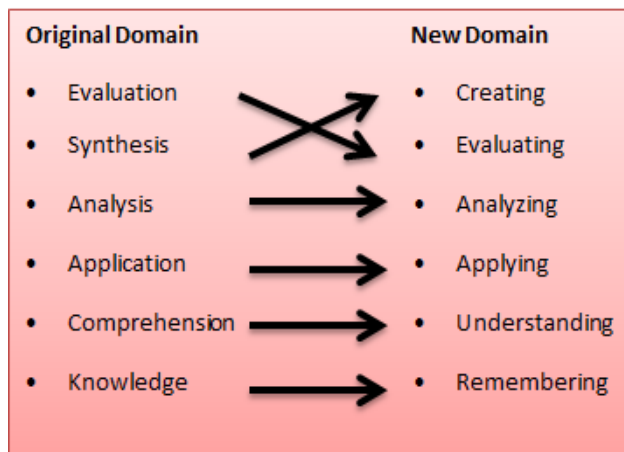 Original Domain New Domain
• Evaluation • Creating
• Synthesis • Evaluating
• Analysis • Analyzing
• Application • Applying
• Comprehension • Understanding
• Knowledge • Remembering